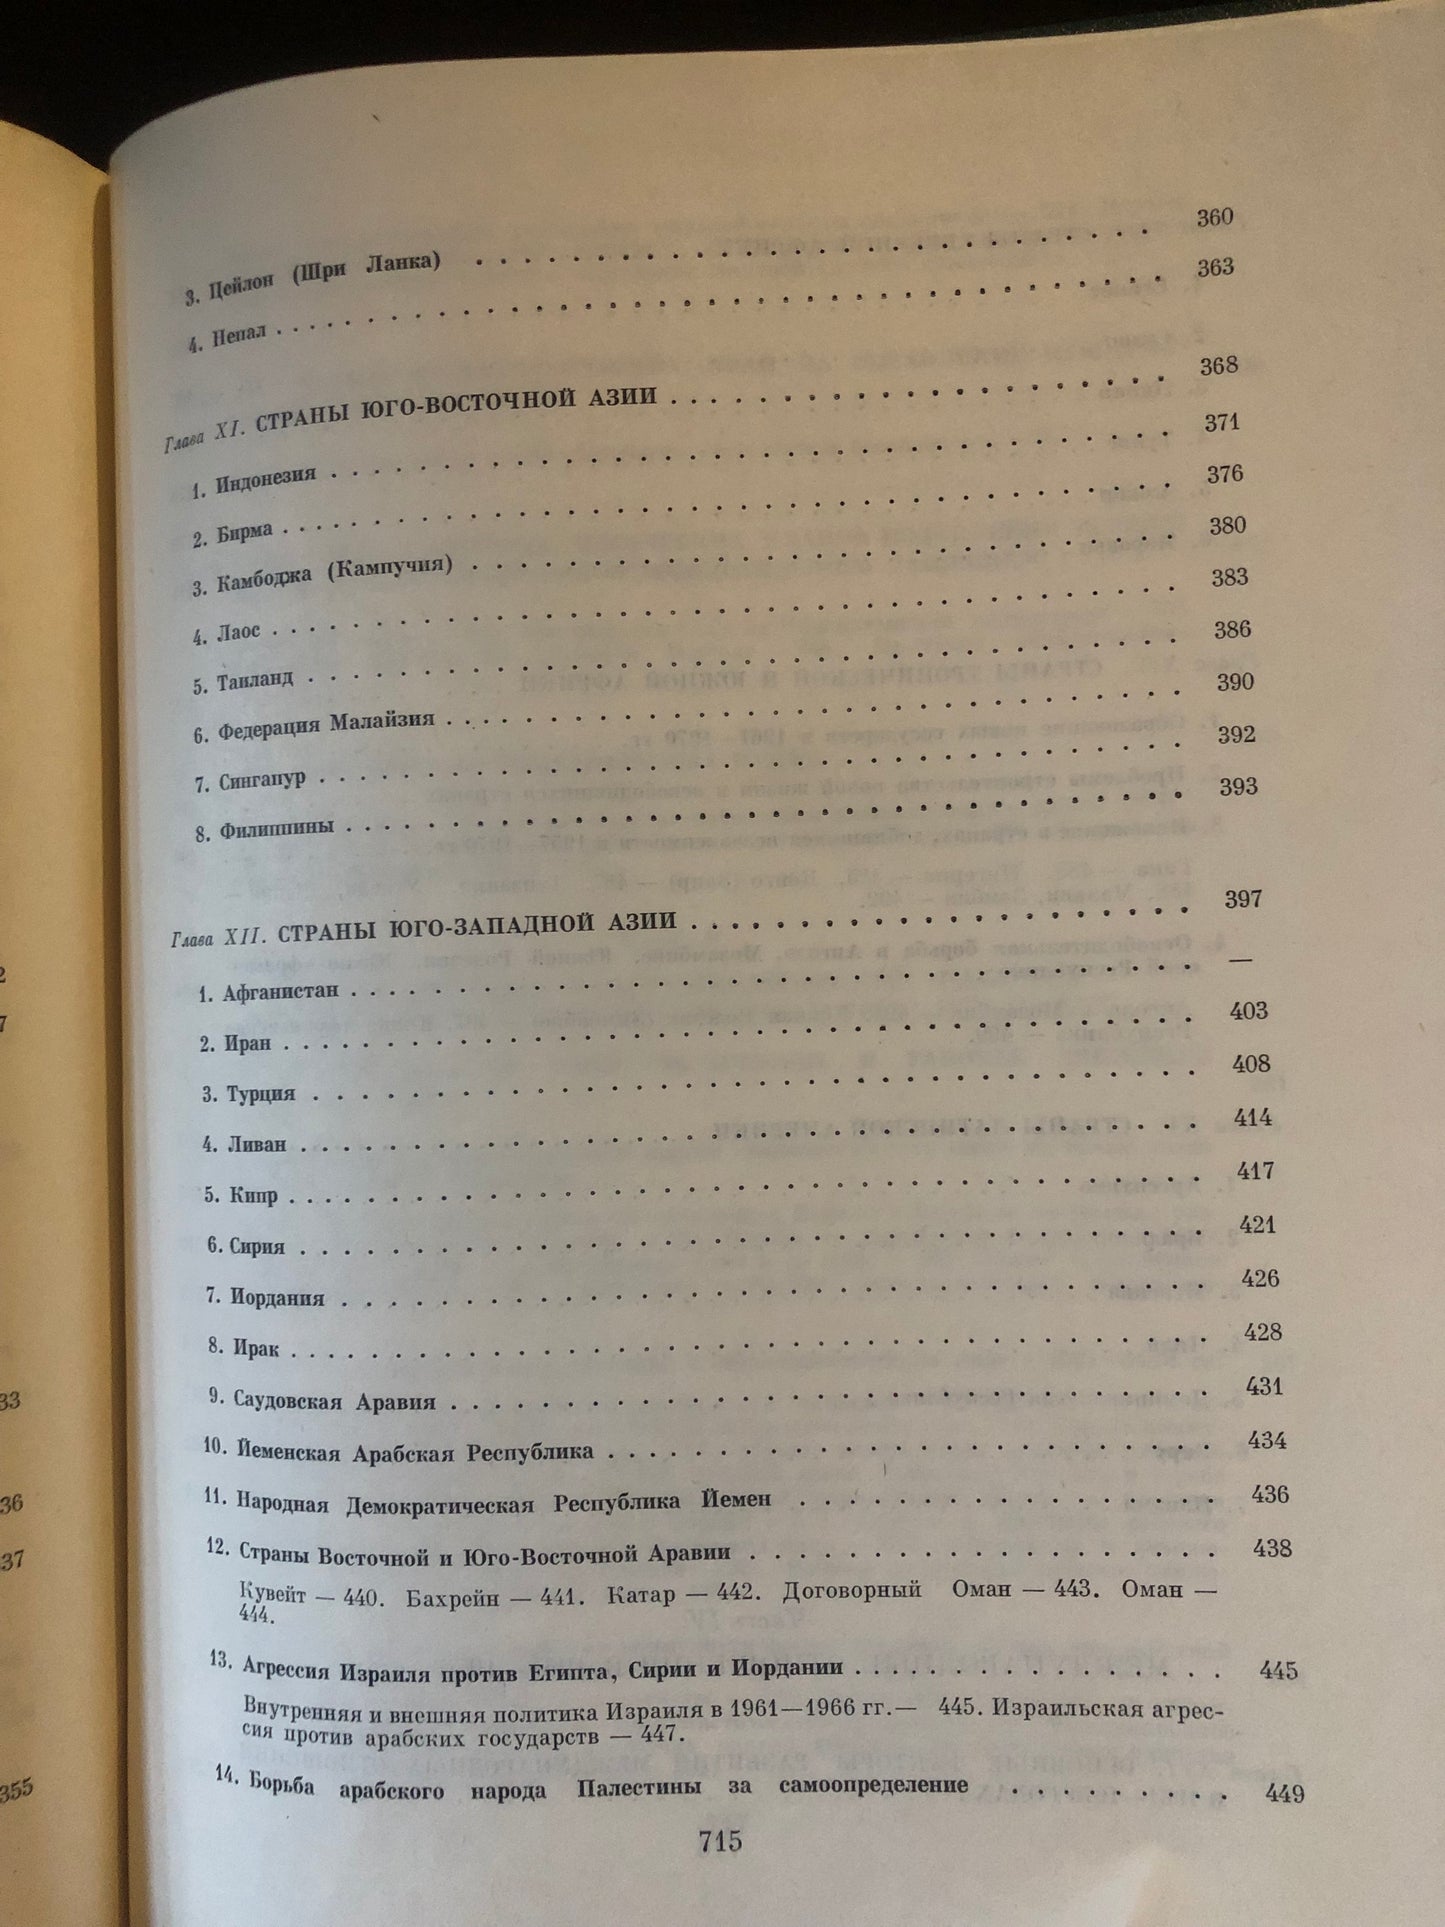 3. Цейлон (Шри Ланка) . . . . . . . . . . . . . . . . . . . . . . . 360
4. Непал . . . . . . . . . . . . . . . . . . . . . . . . . . . . . 363
Глава XI. СТРАНЫ ЮГО-ВОСТОЧНОЙ АЗИИ . . . . . . . . . . . . . . . . . 368
1. Индонезия . . . . . . . . . . . . . . . . . . . . . . . . . . . 371
2. Бирма . . . . . . . . . . . . . . . . . . . . . . . . . . . . . 376
3. Камбоджа (Кампучия) . . . . . . . . . . . . . . . . . . . . . . 380
4. Лаос . . . . . . . . . . . . . . . . . . . . . . . . . . . . . . 383
5. Таиланд . . . . . . . . . . . . . . . . . . . . . . . . . . . . 386
6. Федерация Малайзия . . . . . . . . . . . . . . . . . . . . . . . 390
7. Сингапур . . . . . . . . . . . . . . . . . . . . . . . . . . . . 392
8. Филиппины . . . . . . . . . . . . . . . . . . . . . . . . . . . 393
Глава XII. СТРАНЫ ЮГО-ЗАПАДНОЙ АЗИИ . . . . . . . . . . . . . . . . . 397
1. Афганистан . . . . . . . . . . . . . . . . . . . . . . . . . . . —
2. Иран . . . . . . . . . . . . . . . . . . . . . . . . . . . . . . 403
3. Турция . . . . . . . . . . . . . . . . . . . . . . . . . . . . . 408
4. Ливан . . . . . . . . . . . . . . . . . . . . . . . . . . . . . 414
5. Кипр . . . . . . . . . . . . . . . . . . . . . . . . . . . . . . 417
6. Сирия . . . . . . . . . . . . . . . . . . . . . . . . . . . . . 421
7. Иордания . . . . . . . . . . . . . . . . . . . . . . . . . . . . 426
8. Ирак . . . . . . . . . . . . . . . . . . . . . . . . . . . . . . 428
9. Саудовская Аравия . . . . . . . . . . . . . . . . . . . . . . . 431
10. Йеменская Арабская Республика . . . . . . . . . . . . . . . . . 434
11. Народная Демократическая Республика Йемен . . . . . . . . . . . 436
12. Страны Восточной и Юго-Восточной Аравии . . . . . . . . . . . . 438
Кувейт — 440. Бахрейн — 441. Катар — 442. Договорный Оман — 443. Оман —
444.
13. Агрессия Израиля против Египта, Сирии и Иордании . . . . . . . . 445
Внутренняя и внешняя политика Израиля в 1961—1966 гг.— 445. Израильская агрес-
сия против арабских государств — 447.
14. Борьба арабского народа Палестины за самоопределение . . . . . . . . . 449
715